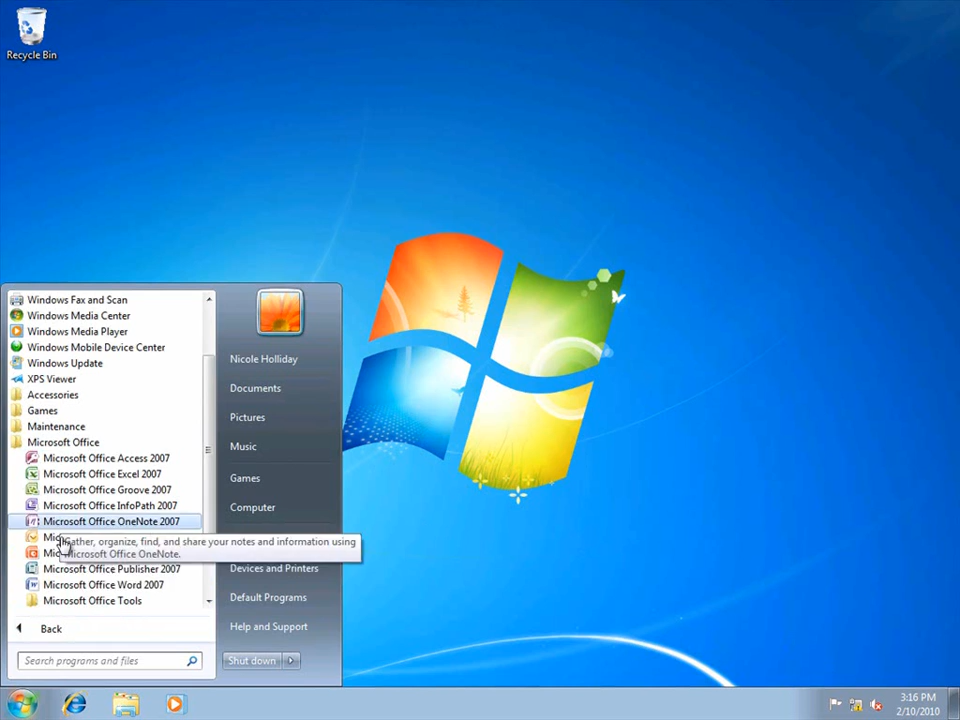 Recycle Bin
Windows Fax and Scan
Windows Media Center
Windows Media Player
Windows Mobile Device Center
Windows Update
XPS Viewer
Accessories
Games
Maintenance
Microsoft Office
Microsoft Office Access 2007
Microsoft Office Excel 2007
Microsoft Office Groove 2007
Microsoft Office InfoPath 2007
Microsoft Office OneNote 2007
Gather, organize, find, and share your notes and information using
Microsoft Office OneNote.
Microsoft Office Publisher 2007
Microsoft Office Word 2007
Microsoft Office Tools
Back
Search programs and files
Nicole Holliday
Documents
Pictures
Music
Games
Computer
Devices and Printers
Default Programs
Help and Support
Shut down
3:16 PM
2/10/2010